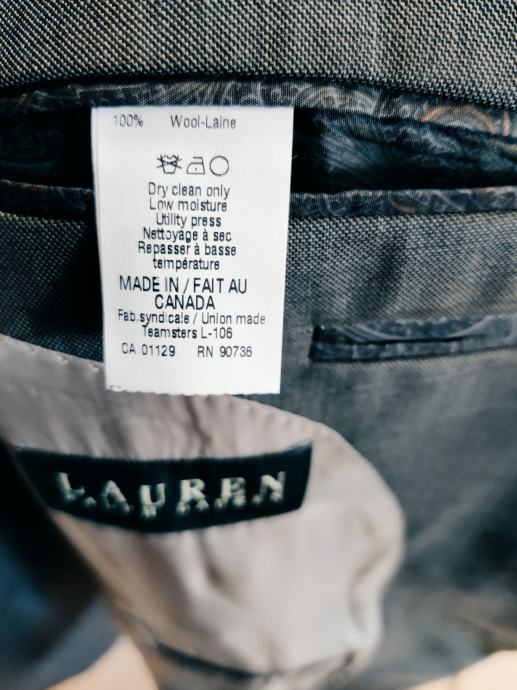 100% Wool-Laine
Dry clean only
Low moisture
Utility press
Nettoyage à sec
Repasser à basse
température
MADE IN / FAIT AU
CANADA
Fab.syndicale / Union made
Teamsters L-106
CA 01129 RN 90736
LAUREN